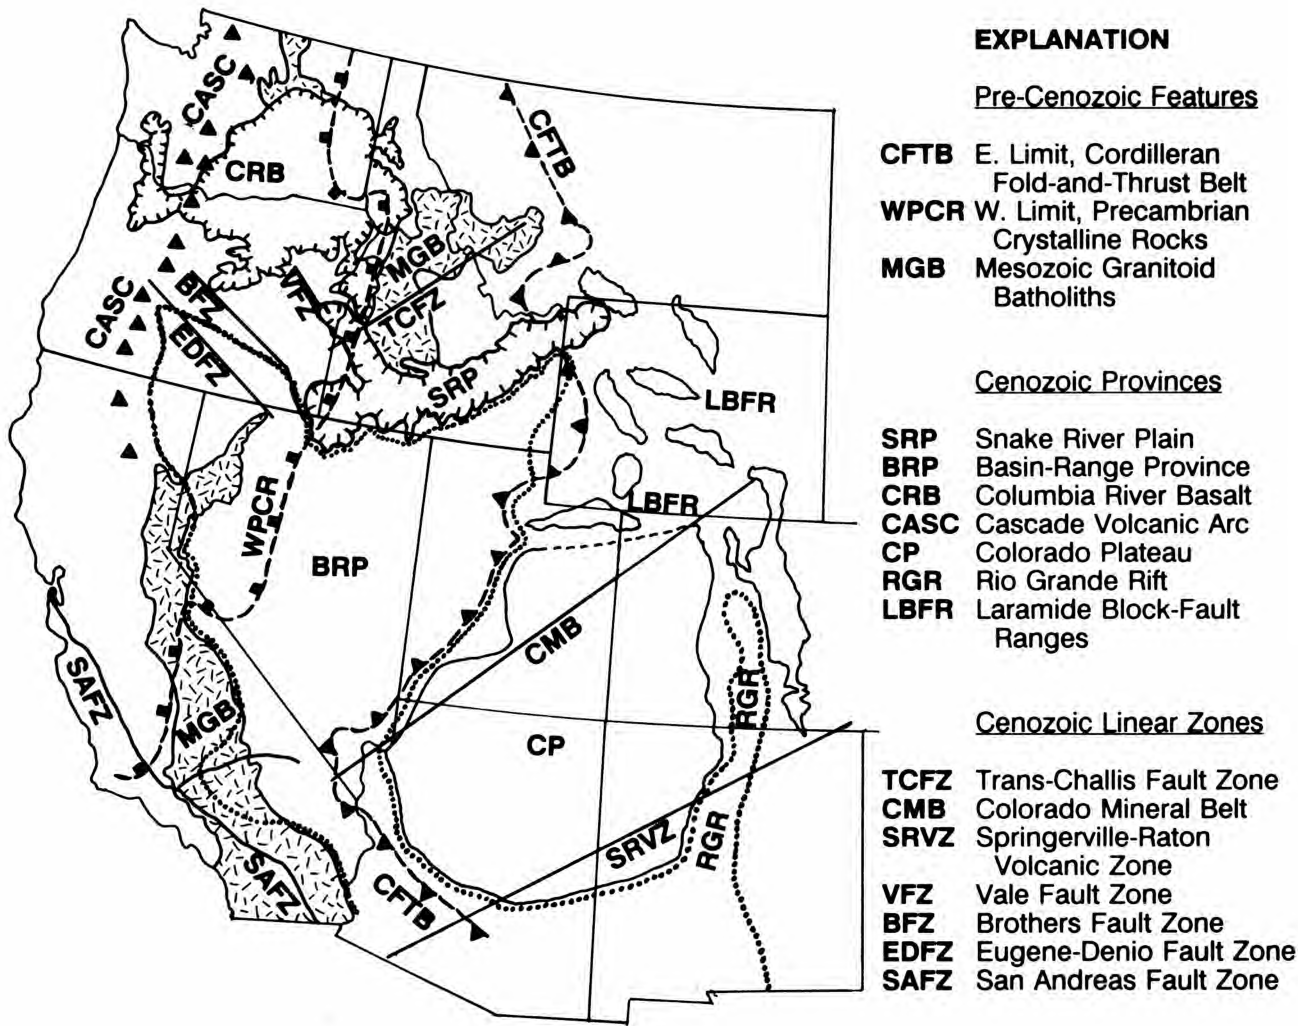 EXPLANATION
Pre-Cenozoic Features
CFTB E. Limit, Cordilleran
Fold-and-Thrust Belt
WPCR W. Limit, Precambrian
Crystalline Rocks
MGB Mesozoic Granitoid
Batholiths
Cenozoic Provinces
SRP Snake River Plain
BRP Basin-Range Province
CRB Columbia River Basalt
CASC Cascade Volcanic Arc
CP Colorado Plateau
RGR Rio Grande Rift
LBFR Laramide Block-Fault
Ranges
Cenozoic Linear Zones
TCFZ Trans-Challis Fault Zone
CMB Colorado Mineral Belt
SRVZ Springerville-Raton
Volcanic Zone
VFZ Vale Fault Zone
BFZ Brothers Fault Zone
EDFZ Eugene-Denio Fault Zone
SAFZ San Andreas Fault Zone
CASC
CFTB
CRB
MGB
CASC
BFZ
VFZ
TCFZ
EDFZ
SRP
LBFR
LBFR
WPCR
BRP
CMB
SAFZ
MGB
RGR
CP
SRVZ
RGR
SAFZ
CFTB